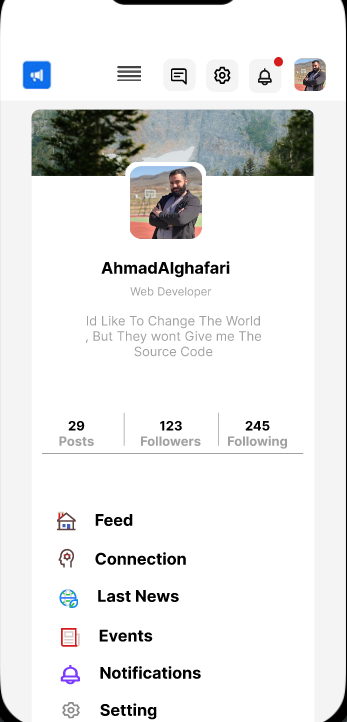 AhmadAlghafari
Web Developer
Id Like To Change The World
, But They wont Give me The
Source Code
29 123 245
Posts Followers Following
Feed
Connection
Last News
Events
Notifications
Setting